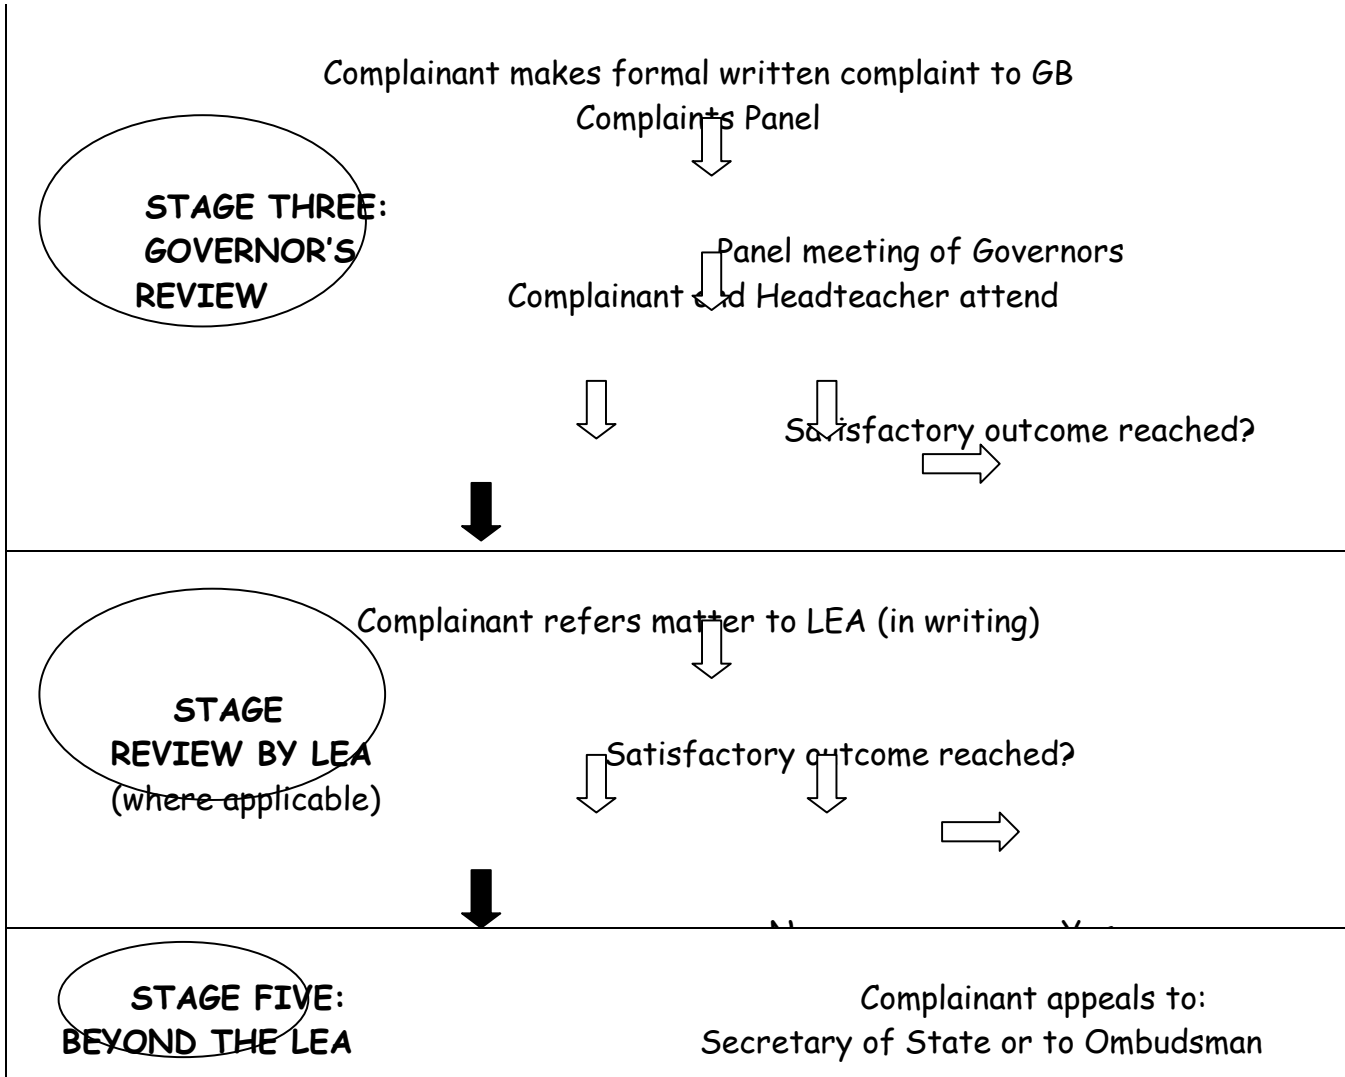 Complainant makes formal written complaint to GB
Complaints Panel
STAGE THREE:
GOVERNOR'S
REVIEW
Panel meeting of Governors
Complainant and Headteacher attend
Satisfactory outcome reached?
Complainant refers matter to LEA (in writing)
STAGE
REVIEW BY LEA
(where applicable)
Satisfactory outcome reached?
STAGE FIVE:
BEYOND THE LEA
Complainant appeals to:
Secretary of State or to Ombudsman